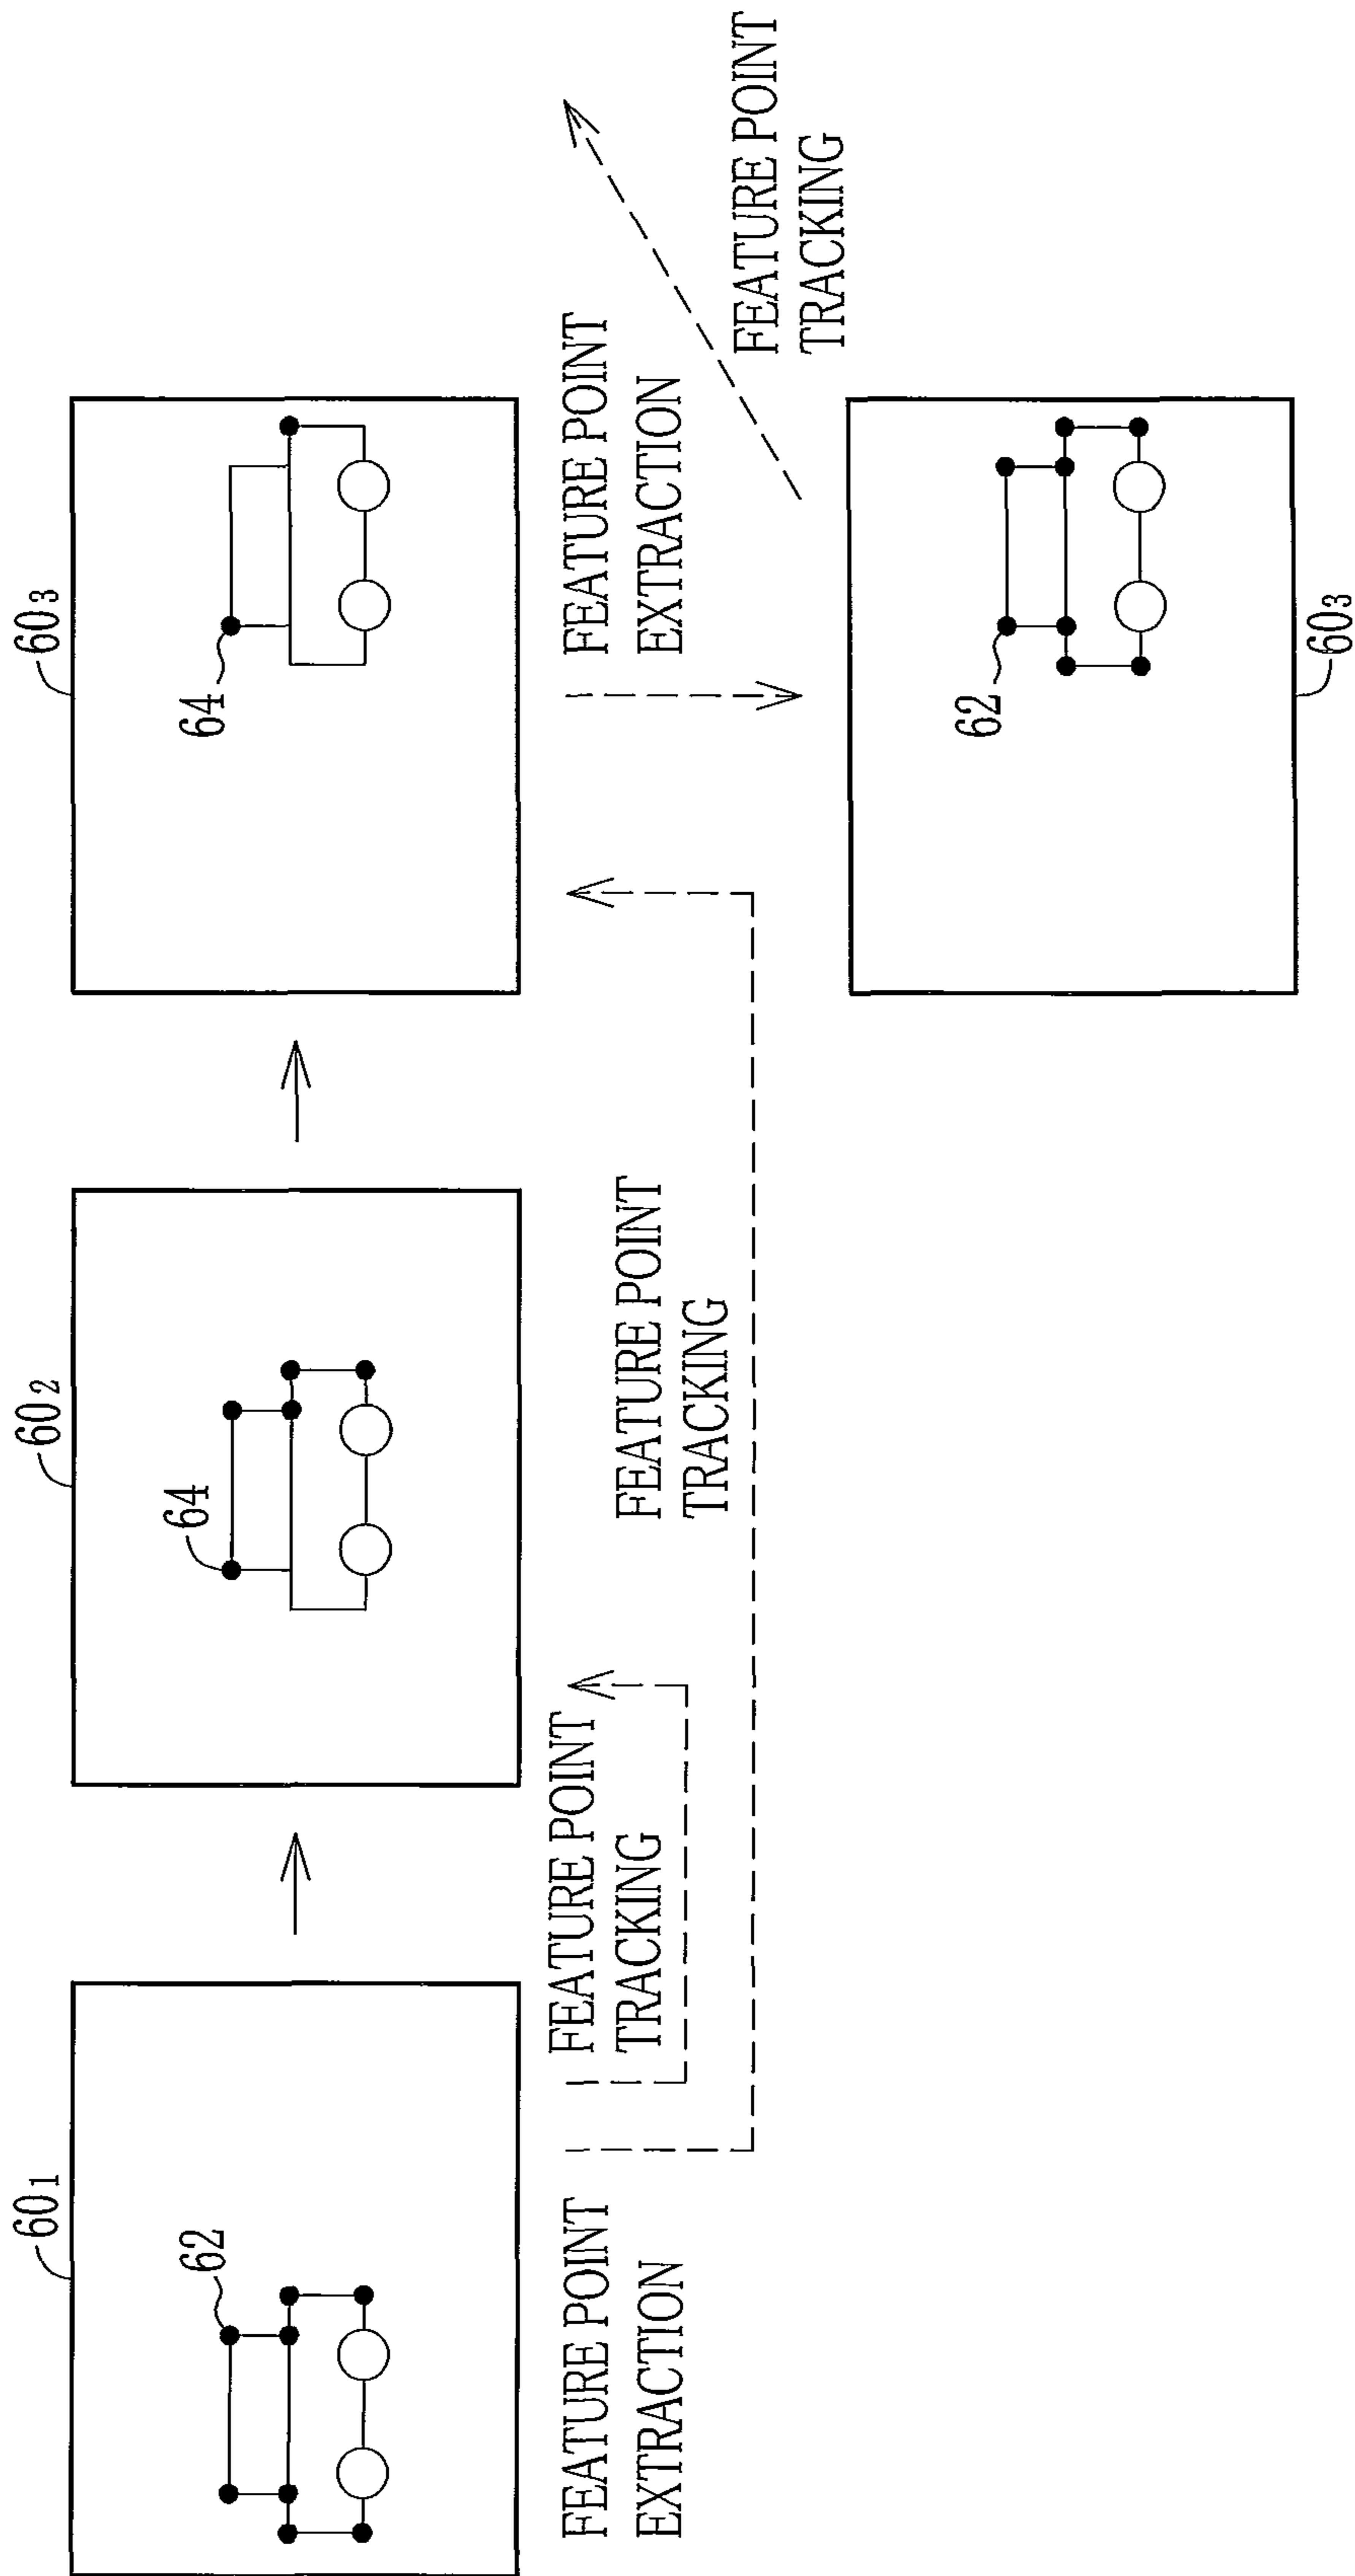 60₁
60₂
60₃
62
64
64
FEATURE POINT
EXTRACTION
FEATURE POINT
TRACKING
FEATURE POINT
TRACKING
FEATURE POINT
EXTRACTION
FEATURE POINT
TRACKING
62
60₃